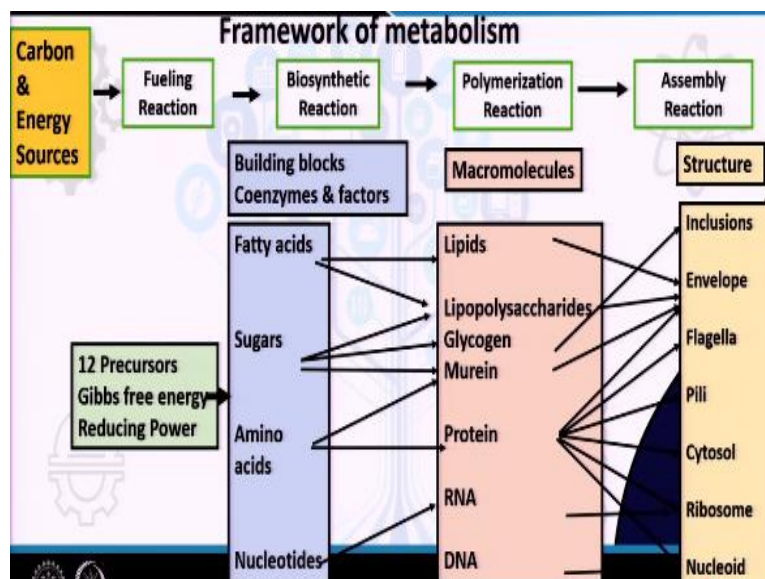 Framework of metabolism
Carbon
&
Energy
Sources
Fueling
Reaction
Biosynthetic
Reaction
Polymerization
Reaction
Assembly
Reaction
Building blocks
Coenzymes & factors
Macromolecules
Structure
12 Precursors
Gibbs free energy
Reducing Power
Fatty acids
Sugars
Amino
acids
Nucleotides
Lipids
Lipopolysaccharides
Glycogen
Murein
Protein
RNA
DNA
Inclusions
Envelope
Flagella
Pili
Cytosol
Ribosome
Nucleoid